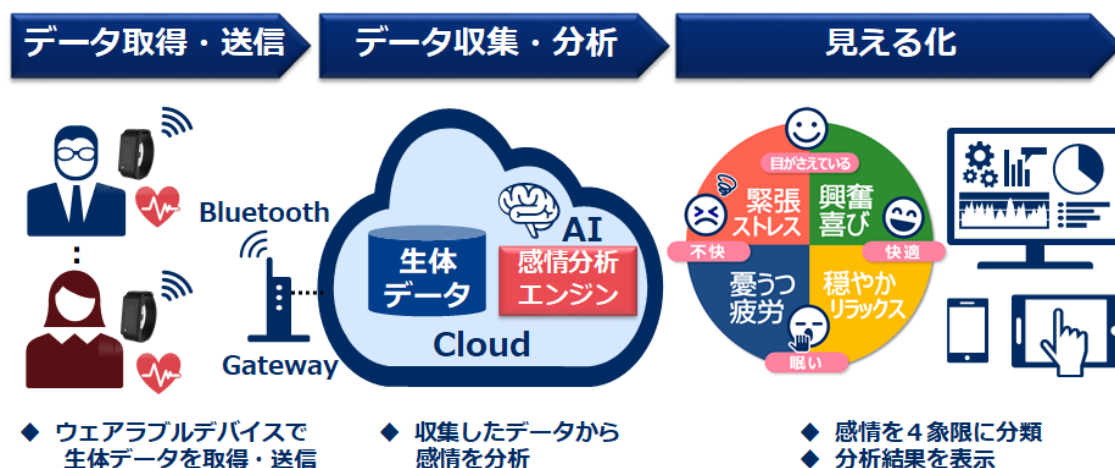 データ取得・送信
データ収集・分析
見える化
Bluetooth
Gateway
生体
データ
AI
感情分析
エンジン
Cloud
目がさえている
緊張
ストレス
興奮
喜び
不快
快適
憂うつ
疲労
穏やか
リラックス
眠い
◆ ウェアラブルデバイスで
生体データを取得・送信
◆ 収集したデータから
感情を分析
◆ 感情を４象限に分類
◆ 分析結果を表示